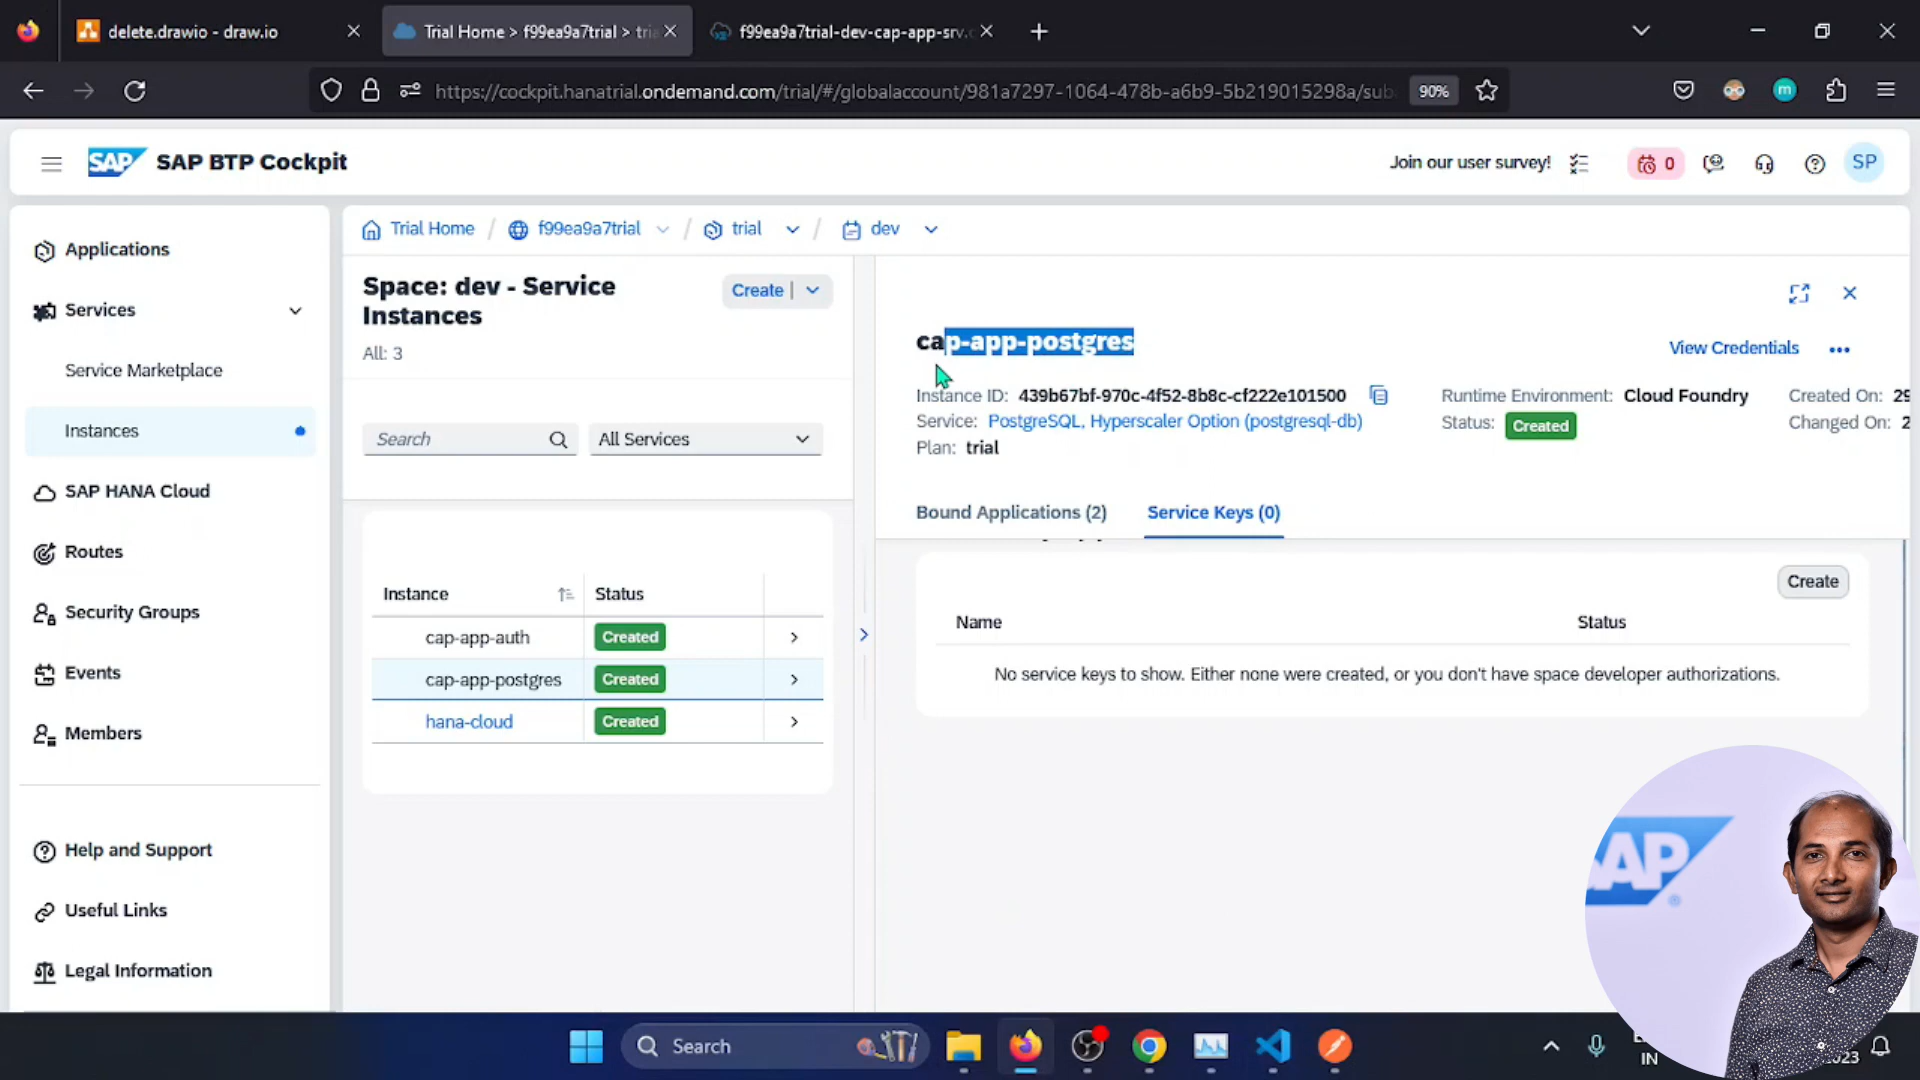 delete.drawio - draw.io
Trial Home > f99ea9a7trial > tria
f99ea9a7trial-dev-cap-app-srv.c
https://cockpit.hanatrial.ondemand.com/trial/#/globalaccount/981a7297-1064-478b-a6b9-5b219015298a/sub
90%
m
SAP
SAP BTP Cockpit
Join our user survey!
0
SP
Applications
Services
Service Marketplace
Instances
SAP HANA Cloud
Routes
Security Groups
Events
Members
Help and Support
Useful Links
Legal Information
Trial Home / f99ea9a7trial / trial / dev
Space: dev - Service
Instances
All: 3
Create
Search
All Services
Instance
Status
cap-app-auth
Created
cap-app-postgres
Created
hana-cloud
Created
cap-app-postgres
View Credentials
Instance ID: 439b67bf-970c-4f52-8b8c-cf222e101500
Service: PostgreSQL, Hyperscaler Option (postgresql-db)
Plan: trial
Runtime Environment: Cloud Foundry
Status: Created
Created On: 29
Changed On: 2
Bound Applications (2)
Service Keys (0)
Create
Name
Status
No service keys to show. Either none were created, or you don't have space developer authorizations.
SAP
Search
IN
2023